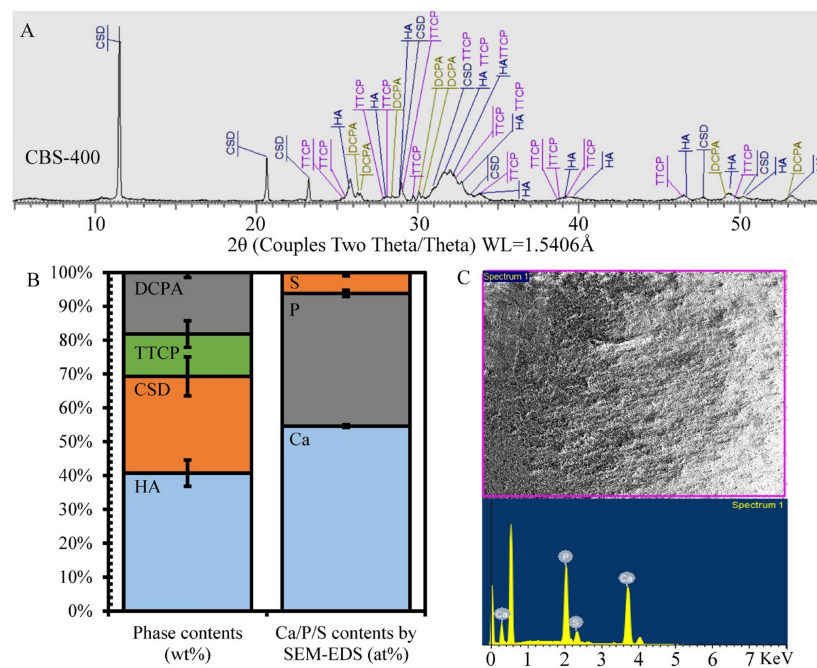 A
CSD
CSD
CSD
TTCP
TTCP
HA
DCPA
DCPA
TTCP
HA
TTCP
DCPA
HA
CSD
TTCP
TTCP
DCPA
DCPA
CSD TTCP
HA TTCP
HATTCP
TTCP
HA TTCP
CSD
TTCP
HA
TTCP
TTCP
HA
TTCP
HA
TTCP
HA
CSD
DCPA
HA
TTCP
CSD
HA
DCPA
HA
CBS-400
10 20 30 40 50
2θ (Couples Two Theta/Theta) WL=1.5406Å
B
100%
90%
80%
70%
60%
50%
40%
30%
20%
10%
0%
DCPA
TTCP
CSD
HA
S
P
Ca
Phase contents
(wt%)
Ca/P/S contents by
SEM-EDS (at%)
C
Spectrum 1
Spectrum 1
Ca
P
S
Ca
0 1 2 3 4 5 6 7 KeV